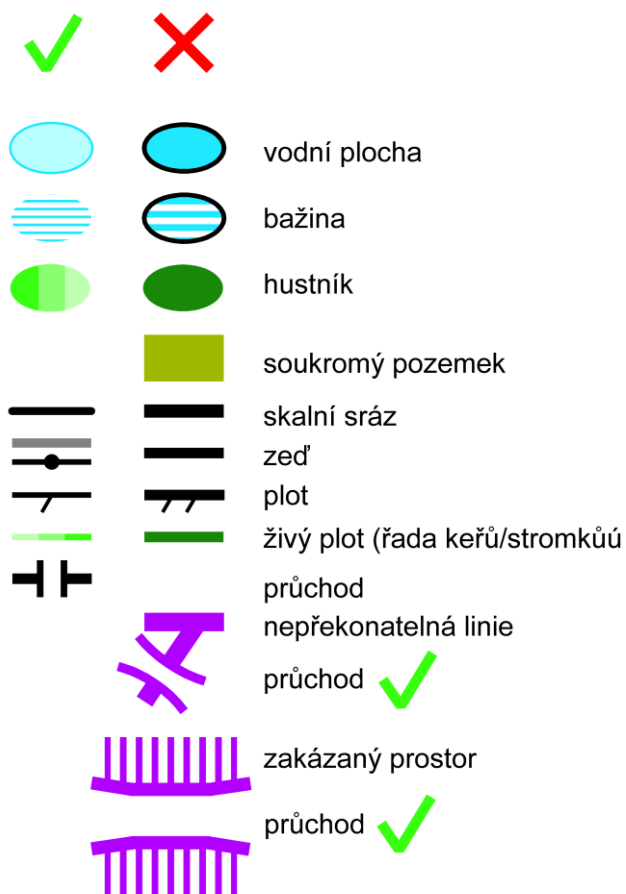 vodní plocha
bažina
hustník
soukromý pozemek
skalní sráz
zeď
plot
živý plot (řada keřů/stromkůú
průchod
nepřekonatelná linie
průchod
zakázaný prostor
průchod